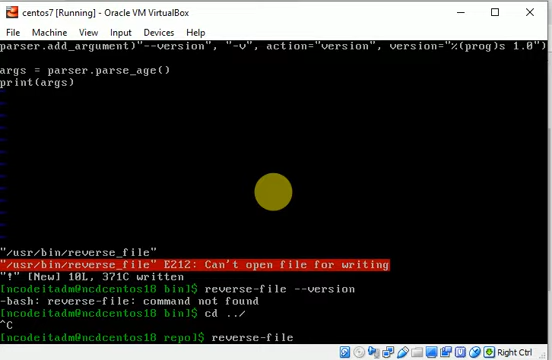 centos7 [Running] - Oracle VM VirtualBox
File Machine View Input Devices Help
parser.add_argument)"--version", "-v", action="version", version="%(prog)s 1.0")
args = parser.parse_age()
print(args)
~
~
~
~
~
~
~
~
~
"/usr/bin/reverse_file"
"/usr/bin/reverse_file" E212: Can't open file for writing
"!" [New] 10L, 371C written
[ncodeitadm@ncdcentos18 bin]$ reverse-file --version
-bash: reverse-file: command not found
[ncodeitadm@ncdcentos18 bin]$ cd ../
^C
[ncodeitadm@ncdcentos18 repo]$ reverse-file
Right Ctrl